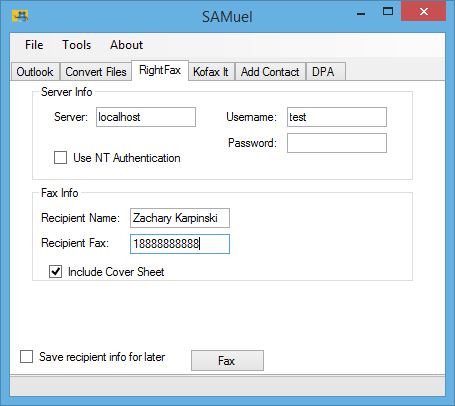 SAMuel
File Tools About
Outlook Convert Files RightFax Kofax It Add Contact DPA
Server Info
Server: localhost Username: test
Password:
Use NT Authentication
Fax Info
Recipient Name: Zachary Karpinski
Recipient Fax: 18888888888
Include Cover Sheet
Save recipient info for later Fax